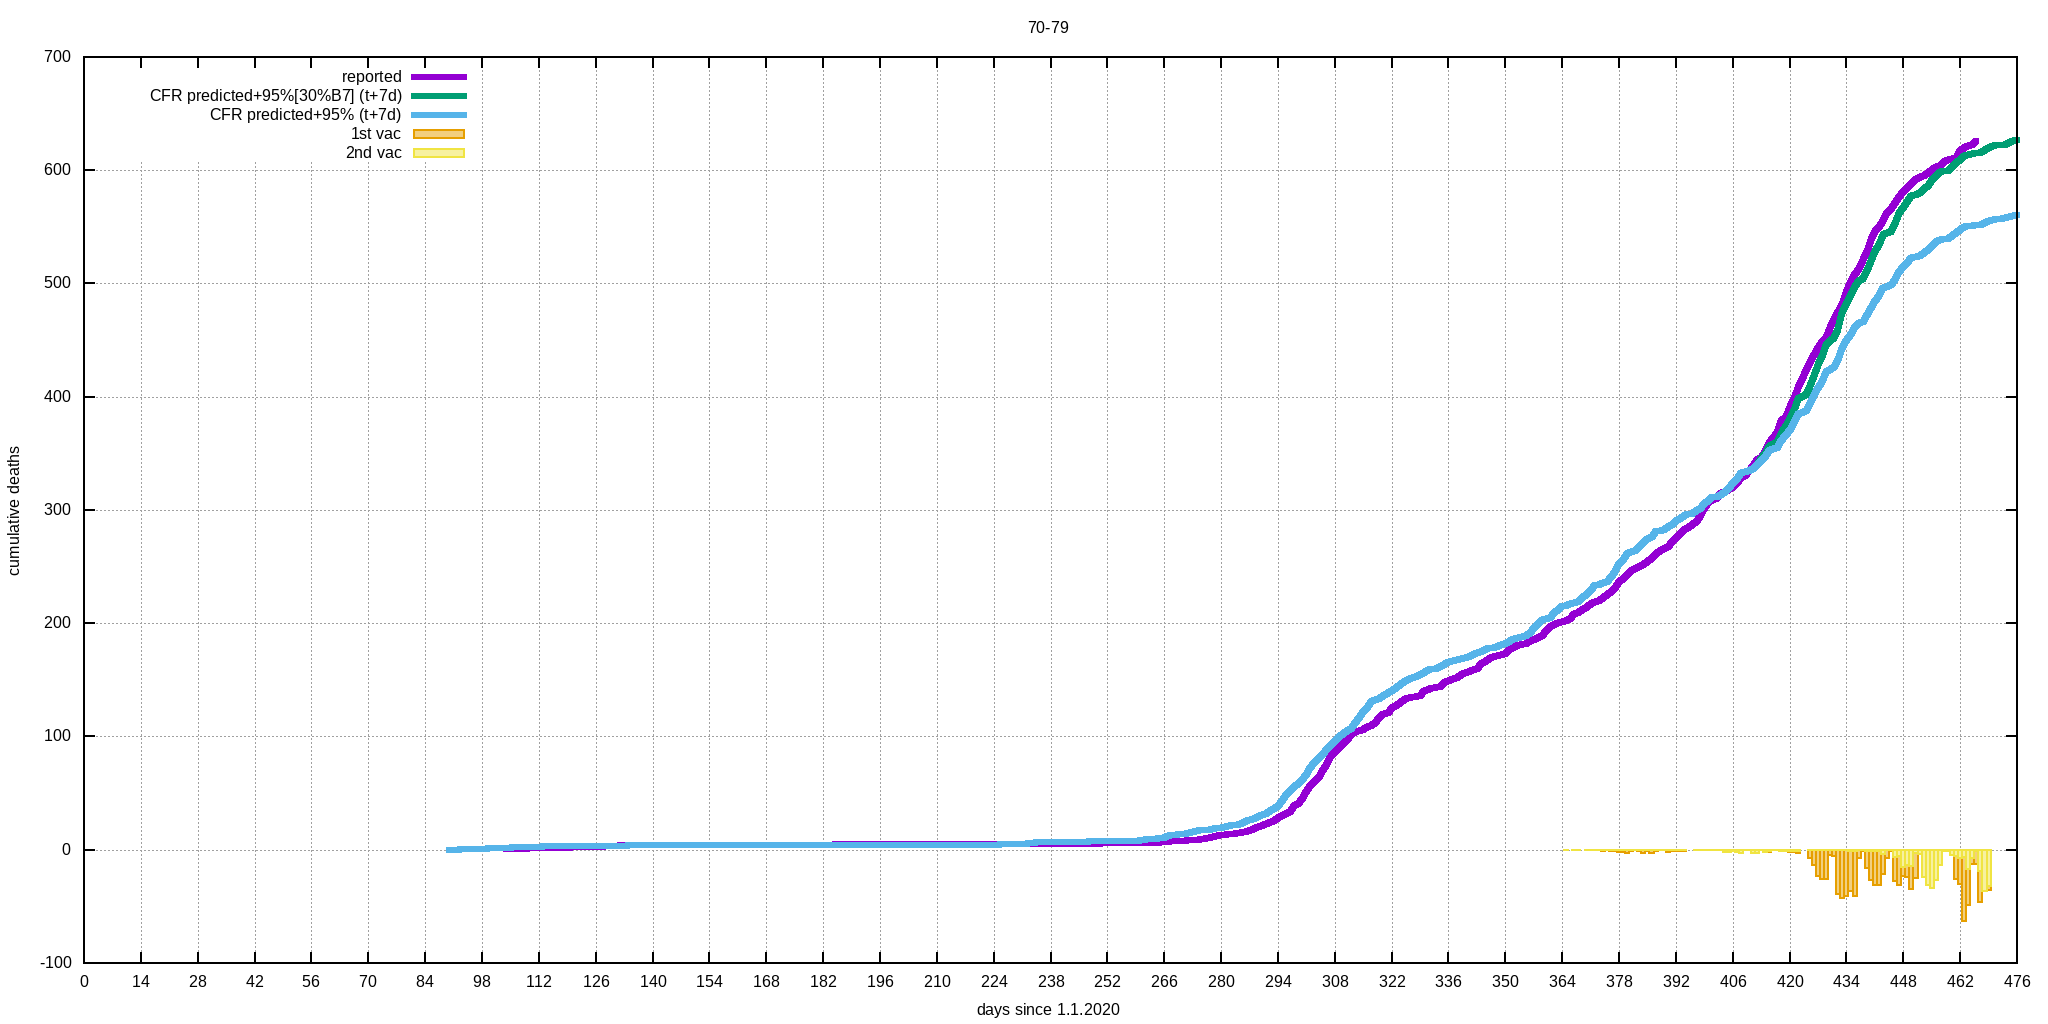 70-79
700
600
500
400
300
200
100
0
-100
cumulative deaths
reported
CFR predicted+95%[30%B7] (t+7d)
CFR predicted+95% (t+7d)
1st vac
2nd vac
0 14 28 42 56 70 84 98 112 126 140 154 168 182 196 210 224 238 252 266 280 294 308 322 336 350 364 378 392 406 420 434 448 462 476
days since 1.1.2020